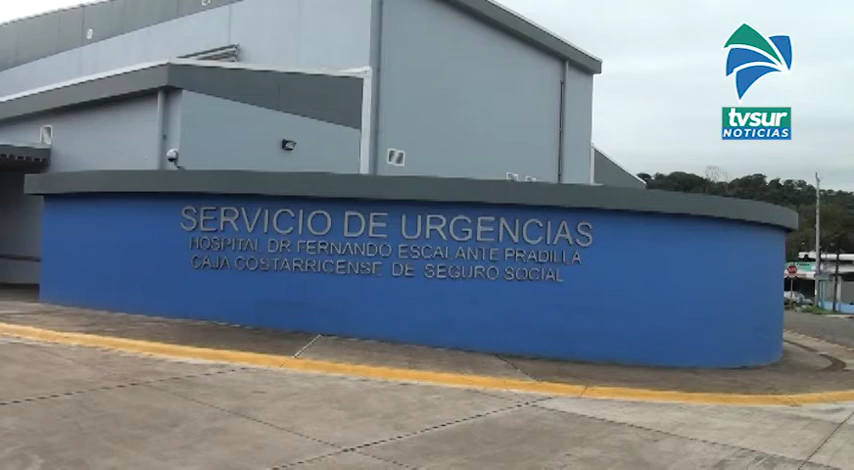 tvsur
NOTICIAS
SERVICIO DE URGENCIAS
HOSPITAL DR FERNANDO ESCALANTE PRADILLA
CAJA COSTARRICENSE DE SEGURO SOCIAL